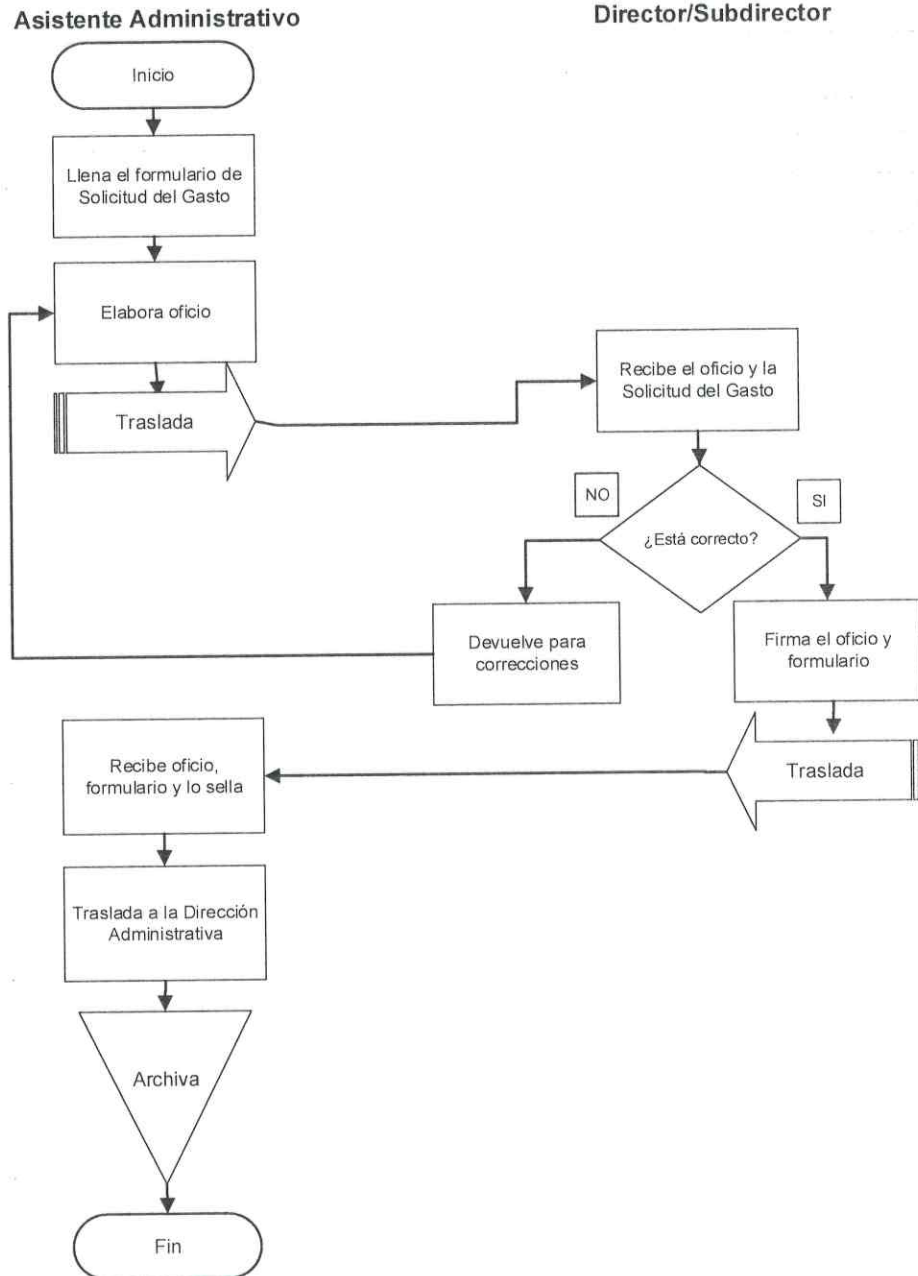 Asistente Administrativo
Director/Subdirector
Inicio
Llena el formulario de
Solicitud del Gasto
Elabora oficio
Traslada
Recibe el oficio y la
Solicitud del Gasto
NO
SI
¿Está correcto?
Devuelve para
correcciones
Firma el oficio y
formulario
Traslada
Recibe oficio,
formulario y lo sella
Traslada a la Dirección
Administrativa
Archiva
Fin